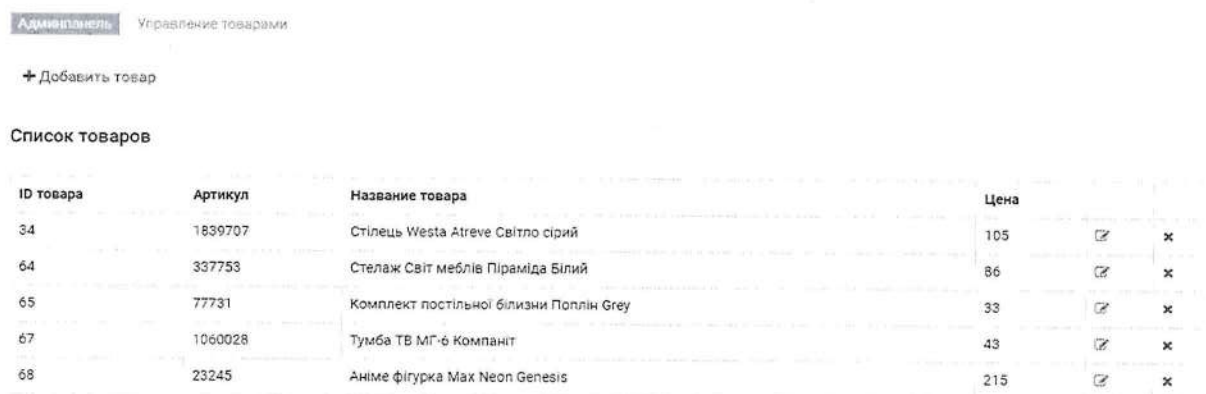 Админпанель Управление товарами
+ Добавить товар
Список товаров
ID товара Артикул Название товара Цена
34 1839707 Стілець Westa Atreve Світло сірий 105
64 337753 Стелаж Світ меблів Піраміда Білий 86
65 77731 Комплект постільної білизни Поплін Grey 33
67 1060028 Тумба ТВ МГ-6 Компаніт 43
68 23245 Аніме фігурка Max Neon Genesis 215